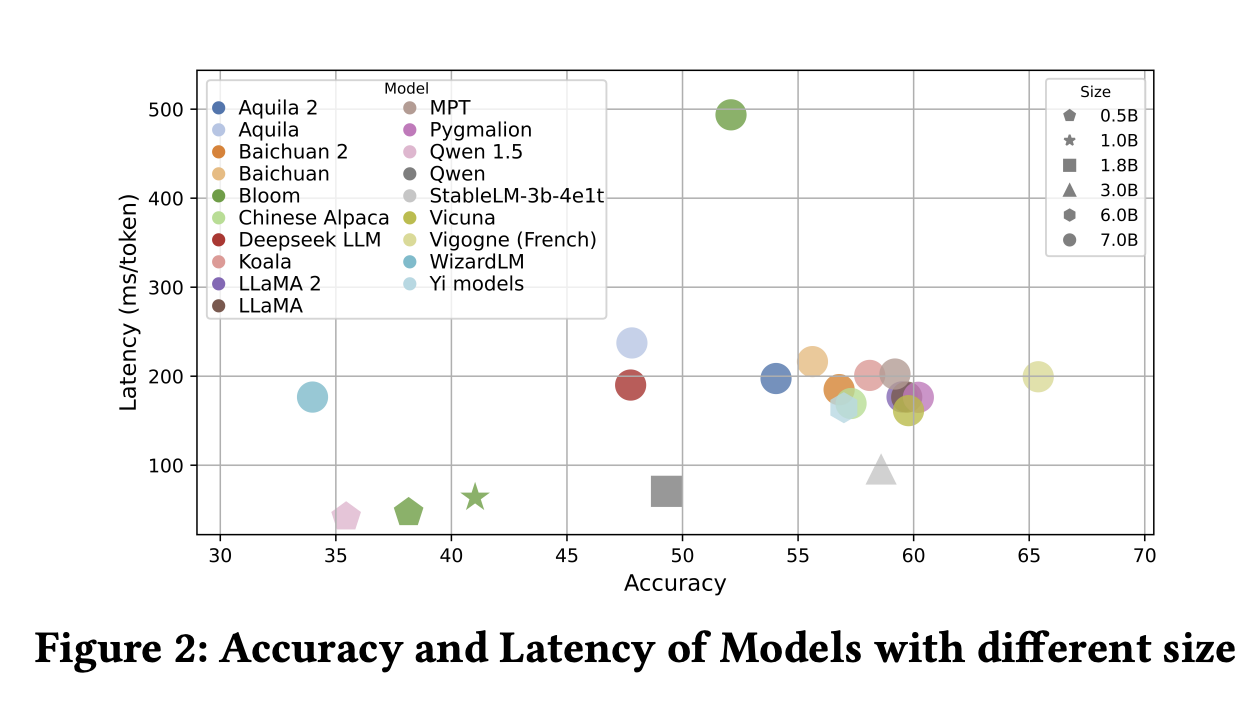 Model
Aquila 2
Aquila
Baichuan 2
Baichuan
Bloom
Chinese Alpaca
Deepseek LLM
Koala
LLaMA 2
LLaMA
MPT
Pygmalion
Qwen 1.5
Qwen
StableLM-3b-4e1t
Vicuna
Vigogne (French)
WizardLM
Yi models
Size
0.5B
1.0B
1.8B
3.0B
6.0B
7.0B
Latency (ms/token)
500
400
300
200
100
30 35 40 45 50 55 60 65 70
Accuracy
Figure 2: Accuracy and Latency of Models with different size